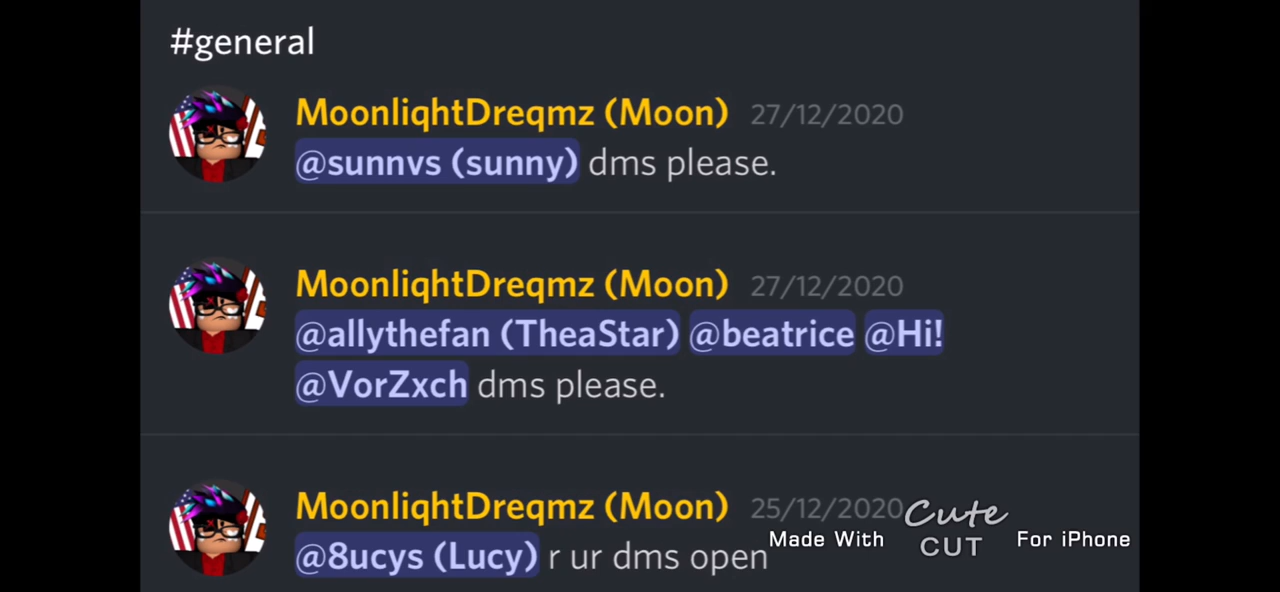 #general
MoonliqhtDreqmz (Moon) 27/12/2020
@sunnvs (sunny) dms please.
MoonliqhtDreqmz (Moon) 27/12/2020
@allythefan (TheaStar) @beatrice @Hi!
@VorZxch dms please.
MoonliqhtDreqmz (Moon) 25/12/2020
@8ucys (Lucy) r ur dms open
Made With Cute CUT For iPhone